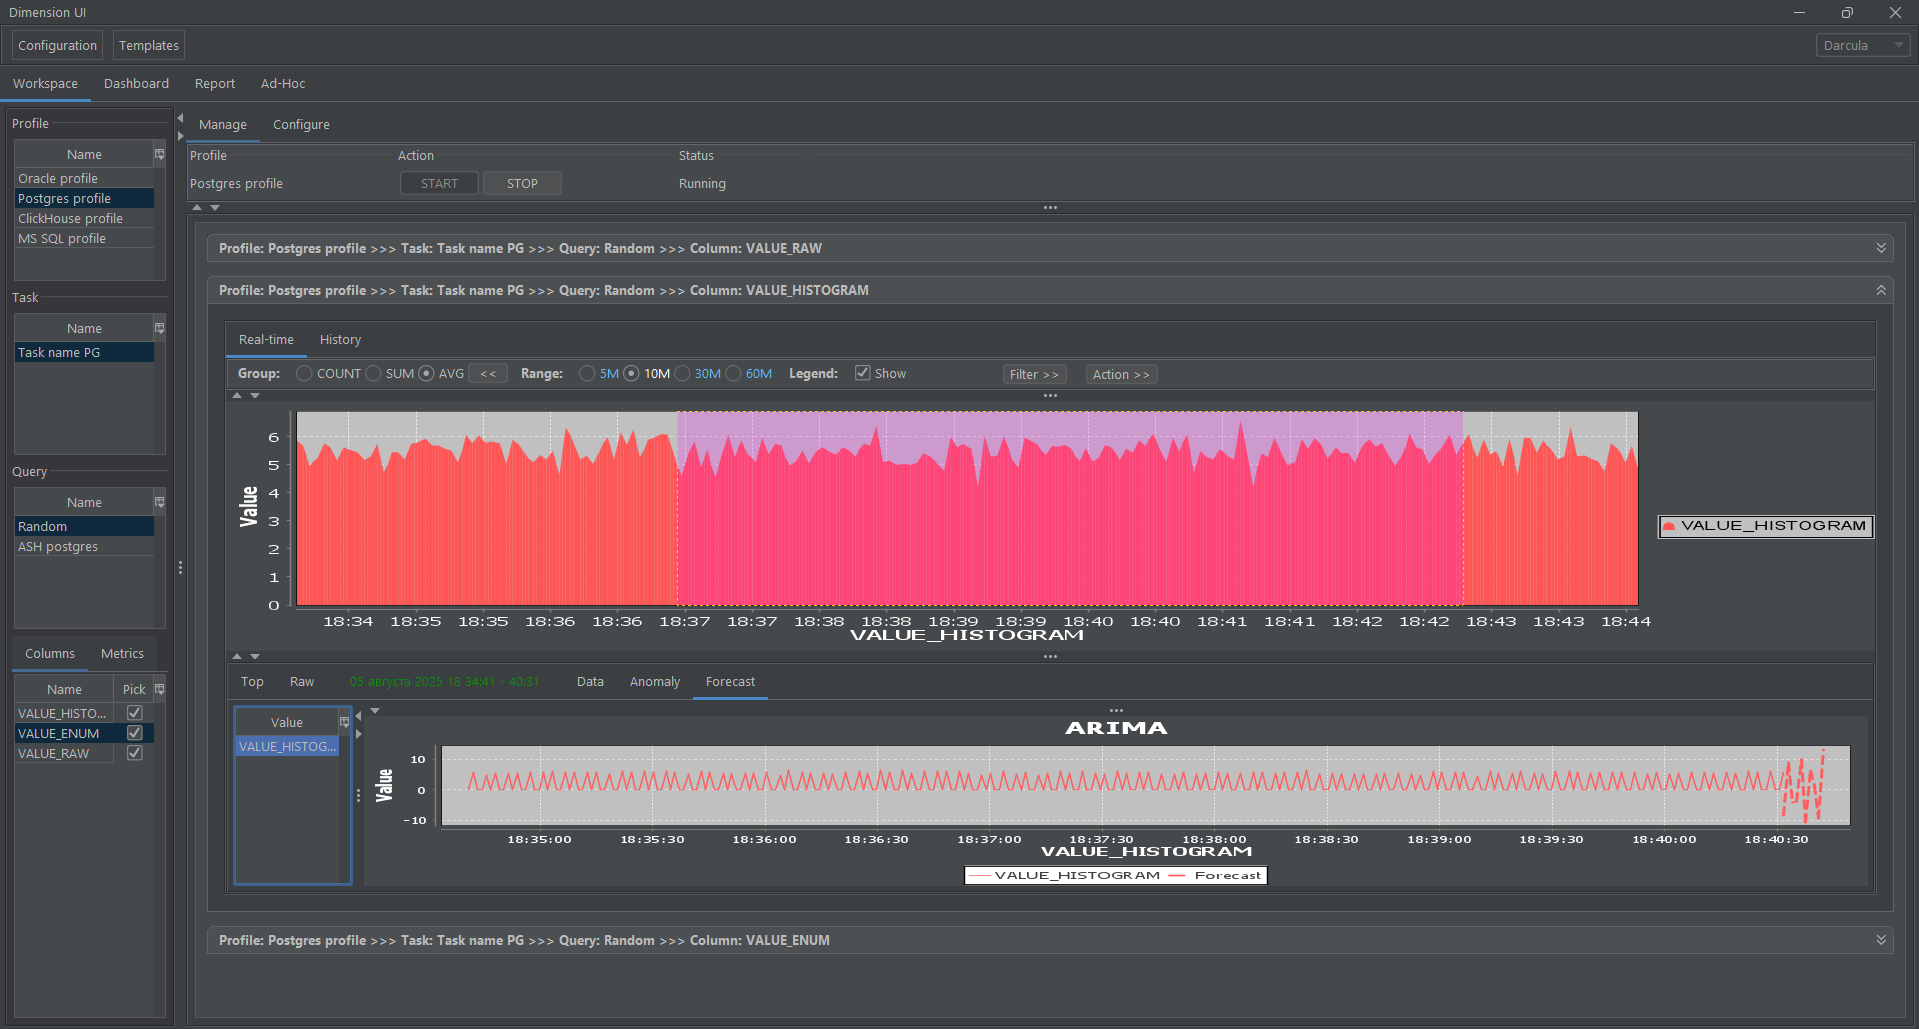 Dimension UI
Configuration Templates Darcula
Workspace Dashboard Report Ad-Hoc
Profile
Name
Oracle profile
Postgres profile
ClickHouse profile
MS SQL profile
Task
Name
Task name PG
Query
Name
Random
ASH postgres
Columns Metrics
Name Pick
VALUE_HISTO...
VALUE_ENUM
VALUE_RAW
Manage Configure
Profile Action Status
Postgres profile START STOP Running
Profile: Postgres profile >>> Task: Task name PG >>> Query: Random >>> Column: VALUE_RAW
Profile: Postgres profile >>> Task: Task name PG >>> Query: Random >>> Column: VALUE_HISTOGRAM
Real-time History
Group: COUNT SUM AVG << Range: 5M 10M 30M 60M Legend: Show Filter >> Action >>
Value
6
5
4
3
2
1
0
18:34 18:35 18:35 18:36 18:36 18:37 18:37 18:38 18:38 18:39 18:39 18:40 18:40 18:41 18:41 18:42 18:42 18:43 18:43 18:44
VALUE_HISTOGRAM
VALUE_HISTOGRAM
Top Raw 05 августа 2025 18 34:41 - 40:31 Data Anomaly Forecast
Value
VALUE_HISTOG...
ARIMA
Value
10
0
-10
18:35:00 18:35:30 18:36:00 18:36:30 18:37:00 18:37:30 18:38:00 18:38:30 18:39:00 18:39:30 18:40:00 18:40:30
VALUE_HISTOGRAM
VALUE_HISTOGRAM Forecast
Profile: Postgres profile >>> Task: Task name PG >>> Query: Random >>> Column: VALUE_ENUM